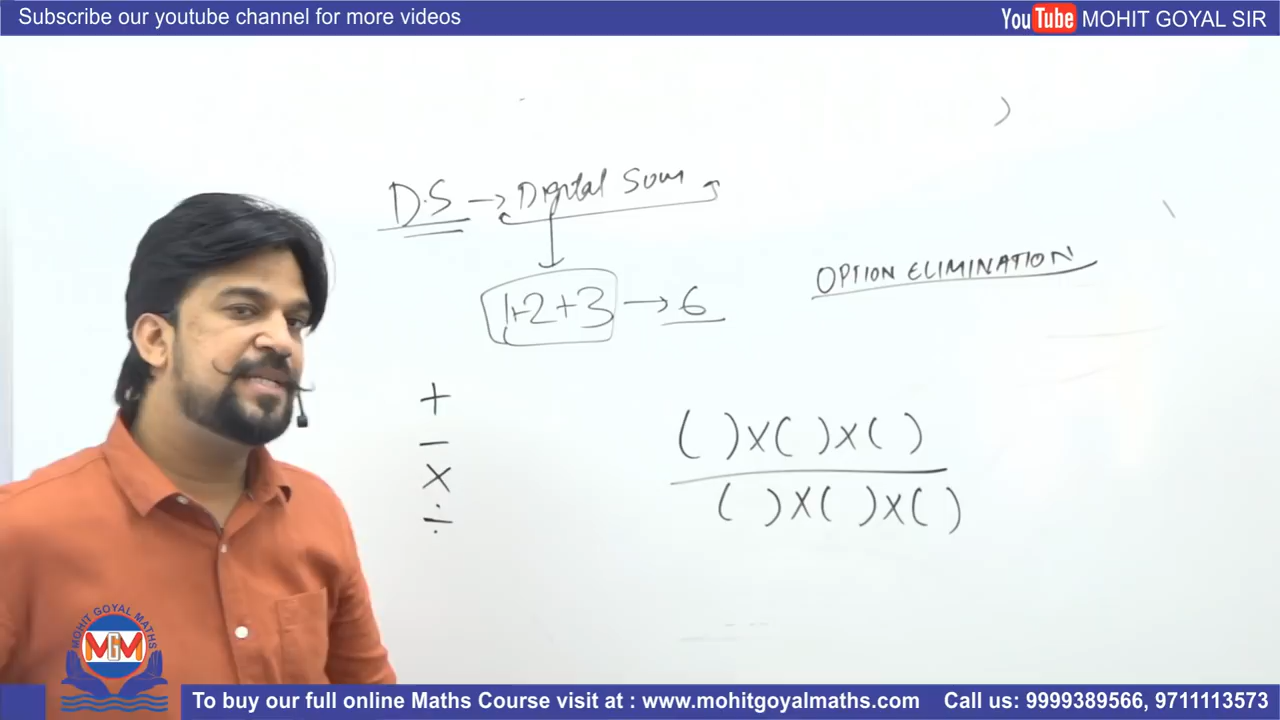 Subscribe our youtube channel for more videos
YouTube MOHIT GOYAL SIR
D.S → Digital Sum
1+2+3 → 6
OPTION ELIMINATION
+
−
×
÷
( )×( )×( )
( )×( )×( )
MOHIT GOYAL MATHS
MGM
To buy our full online Maths Course visit at : www.mohitgoyalmaths.com Call us: 9999389566, 9711113573